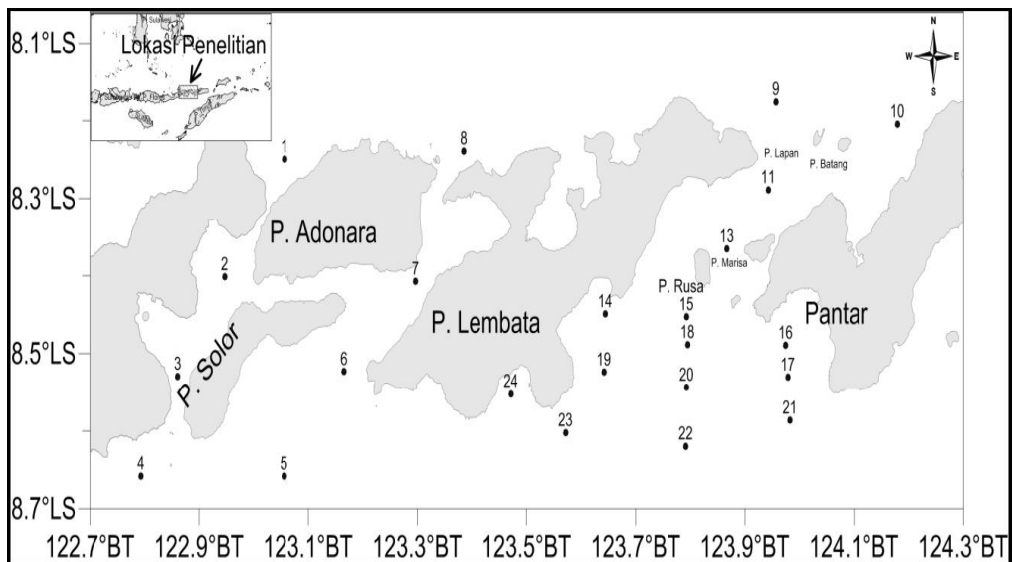 8.1°LS
Lokasi Penelitian
N
W
E
S
9
10
8
1
P. Lapan
P. Batang
11
8.3°LS
P. Adonara
13
P. Marisa
2
7
P. Rusa
14
15
P. Lembata
Pantar
16
18
8.5°LS
P. Solor
3
6
19
20
17
24
21
23
22
4
5
8.7°LS
122.7°BT
122.9°BT
123.1°BT
123.3°BT
123.5°BT
123.7°BT
123.9°BT
124.1°BT
124.3°BT